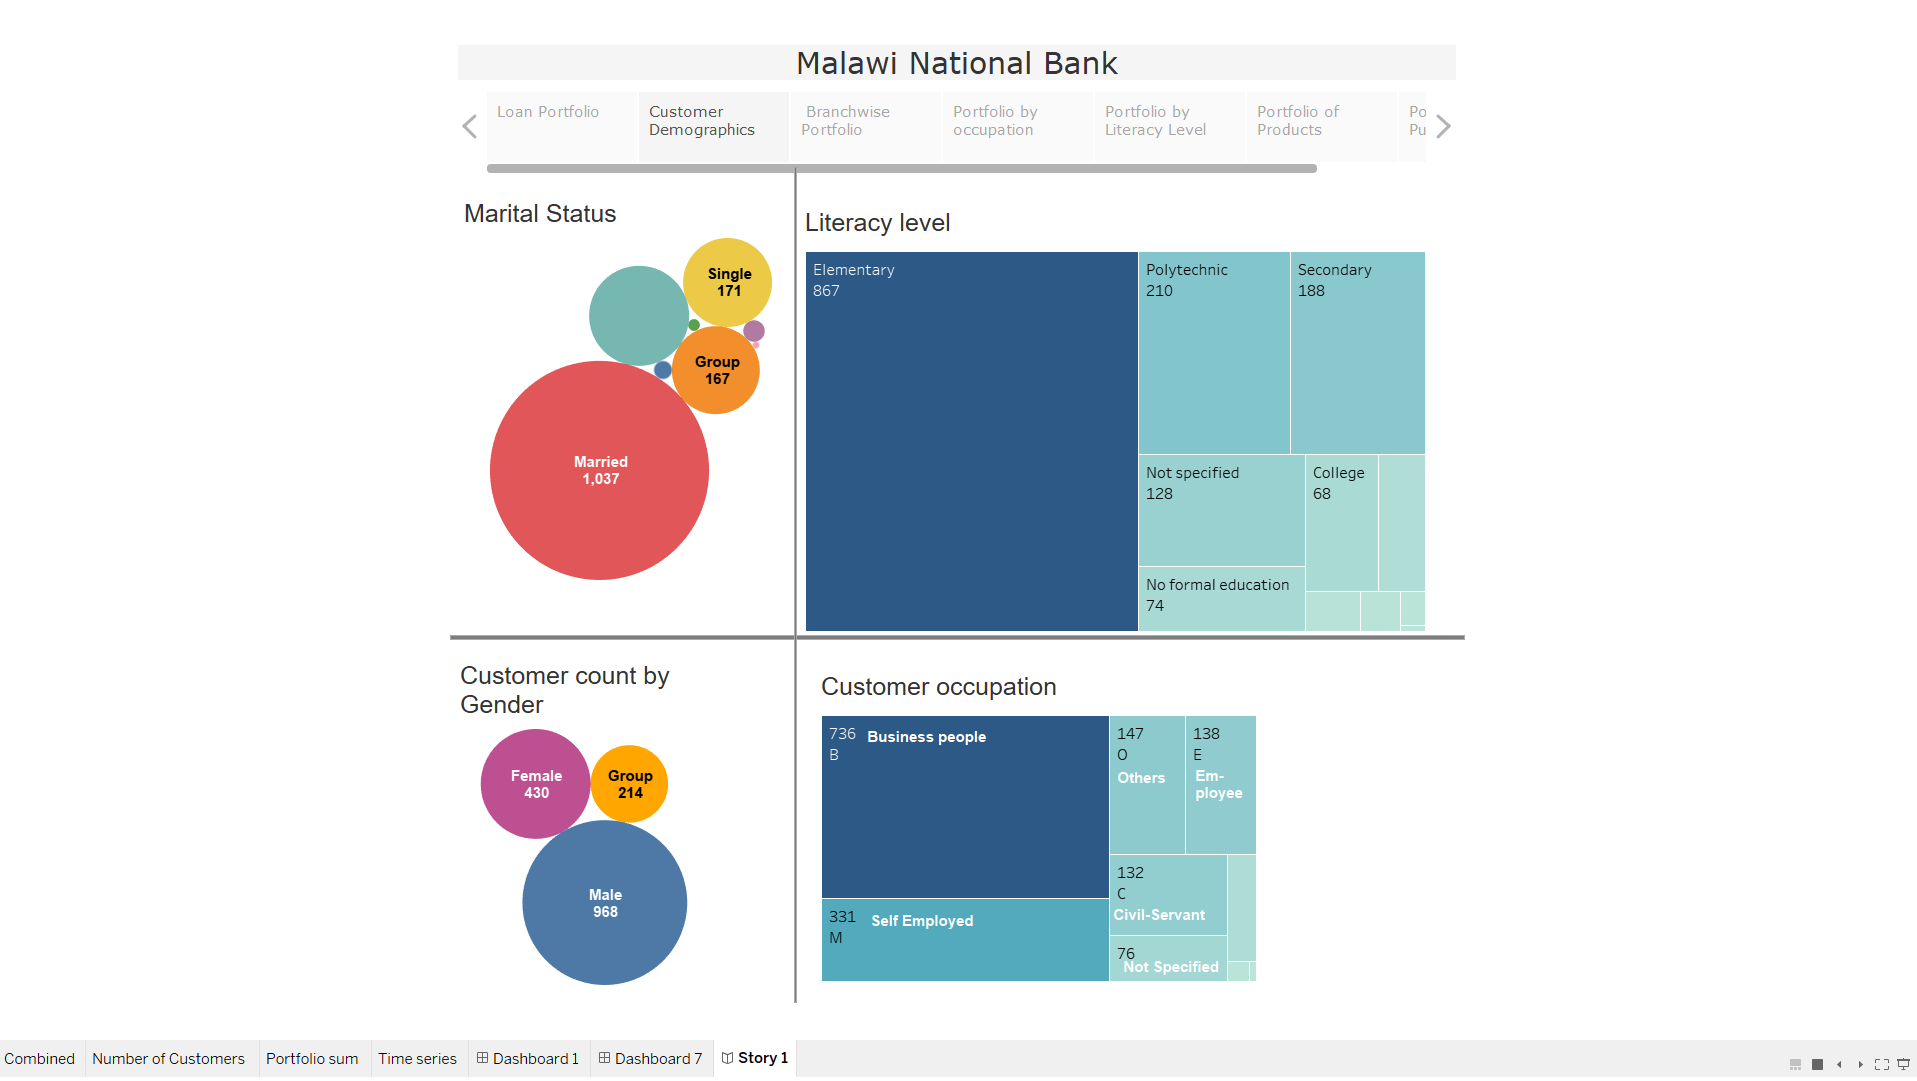 Malawi National Bank
Loan Portfolio
Customer
Demographics
Branchwise
Portfolio
Portfolio by
occupation
Portfolio by
Literacy Level
Portfolio of
Products
Po
Pu
Marital Status
Single
171
Group
167
Married
1,037
Literacy level
Elementary
867
Polytechnic
210
Secondary
188
Not specified
128
College
68
No formal education
74
Customer count by
Gender
Female
430
Group
214
Male
968
Customer occupation
736
B
Business people
147
O
Others
138
E
Em-
ployee
331
M
Self Employed
132
C
Civil-Servant
76
Not Specified
Combined
Number of Customers
Portfolio sum
Time series
Dashboard 1
Dashboard 7
Story 1